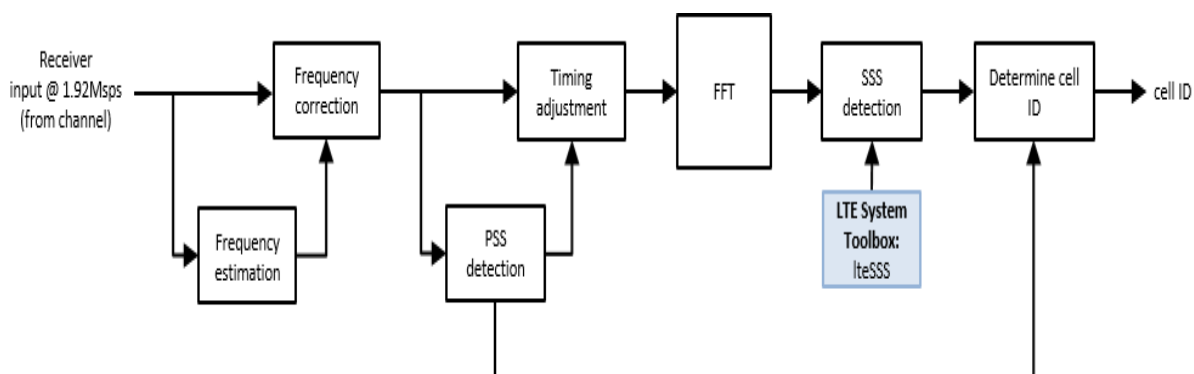 Receiver
input @ 1.92Msps
(from channel)
Frequency
correction
Timing
adjustment
FFT
SSS
detection
Determine cell
ID
cell ID
Frequency
estimation
PSS
detection
LTE System
Toolbox:
lteSSS